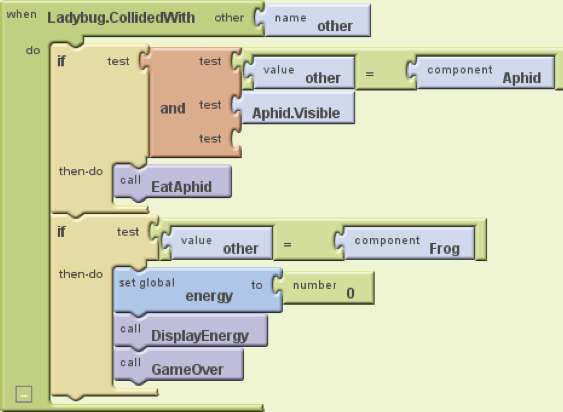 when Ladybug.CollidedWith other name other
do
if test and test value other = component Aphid
test Aphid.Visible
test
then-do call EatAphid
if test value other = component Frog
then-do set global energy to number 0
call DisplayEnergy
call GameOver